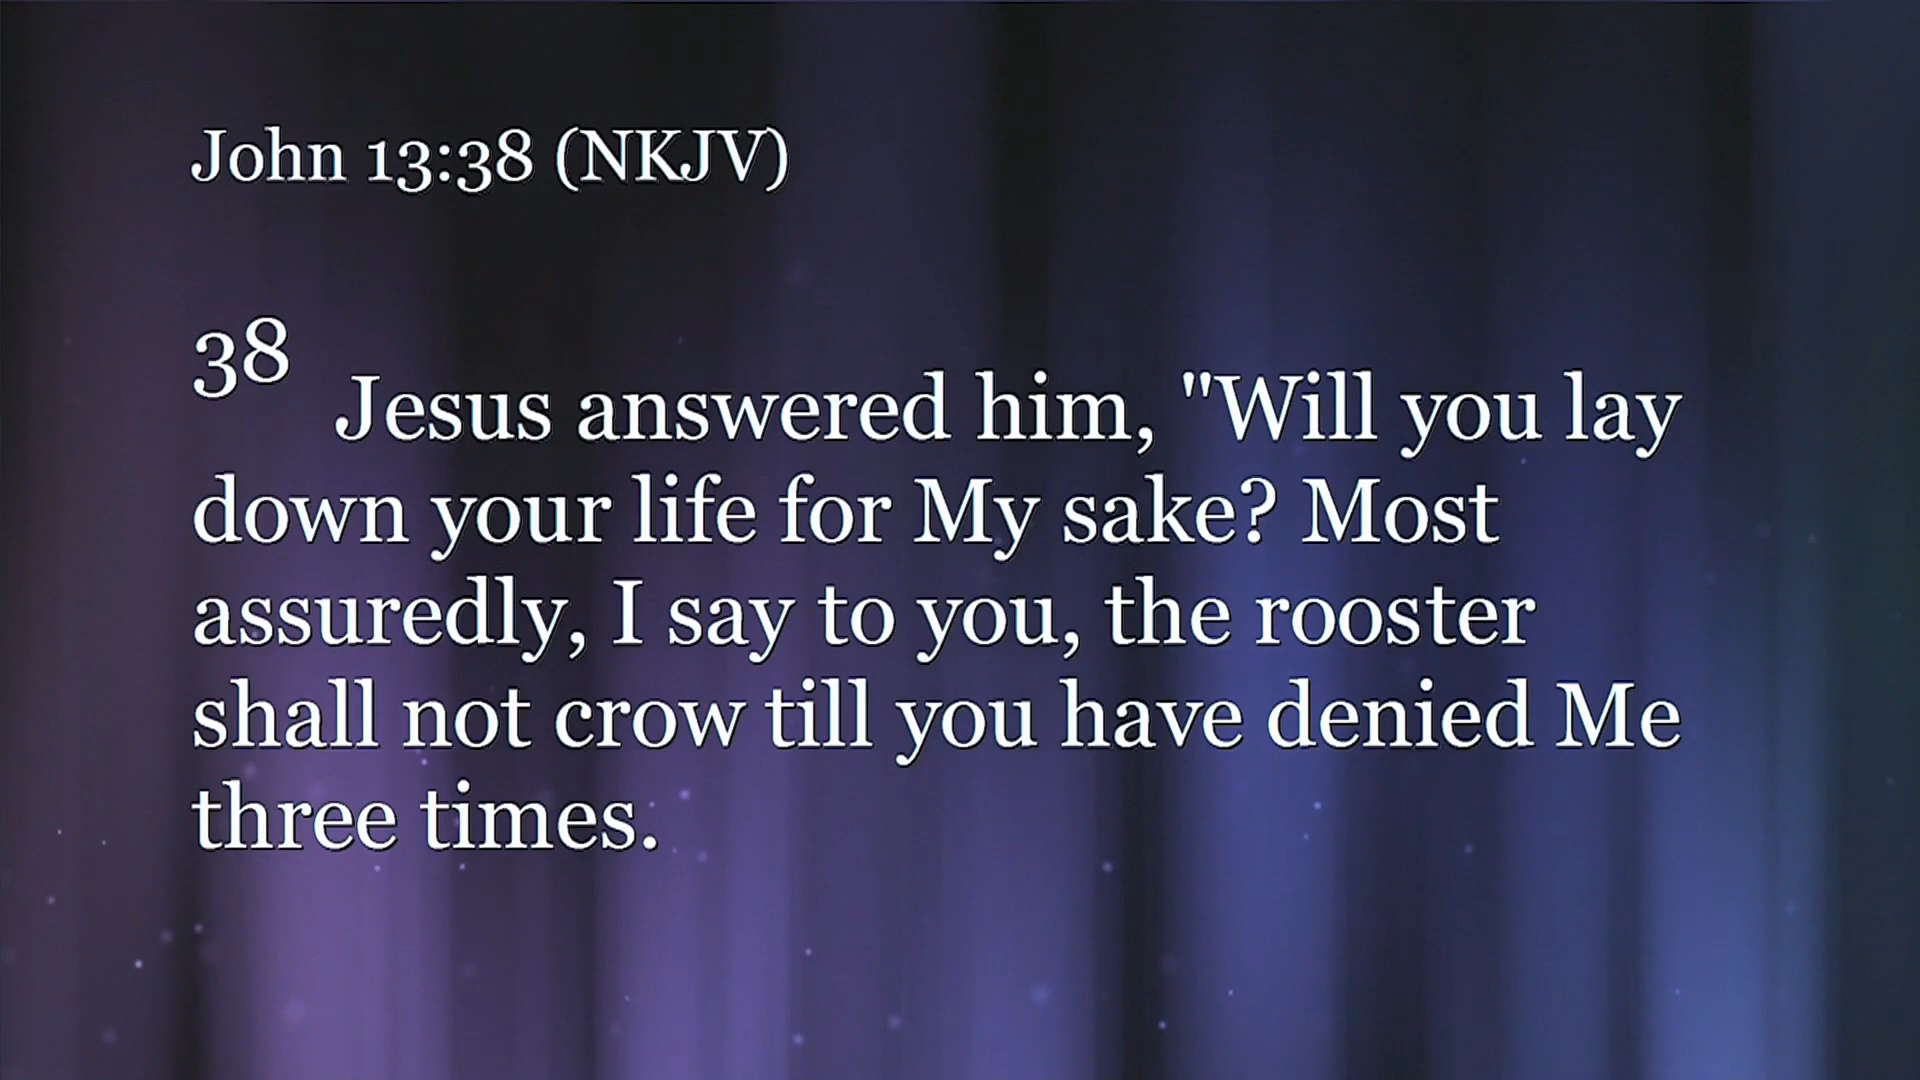 John 13:38 (NKJV)
38 Jesus answered him, "Will you lay
down your life for My sake? Most
assuredly, I say to you, the rooster
shall not crow till you have denied Me
three times.